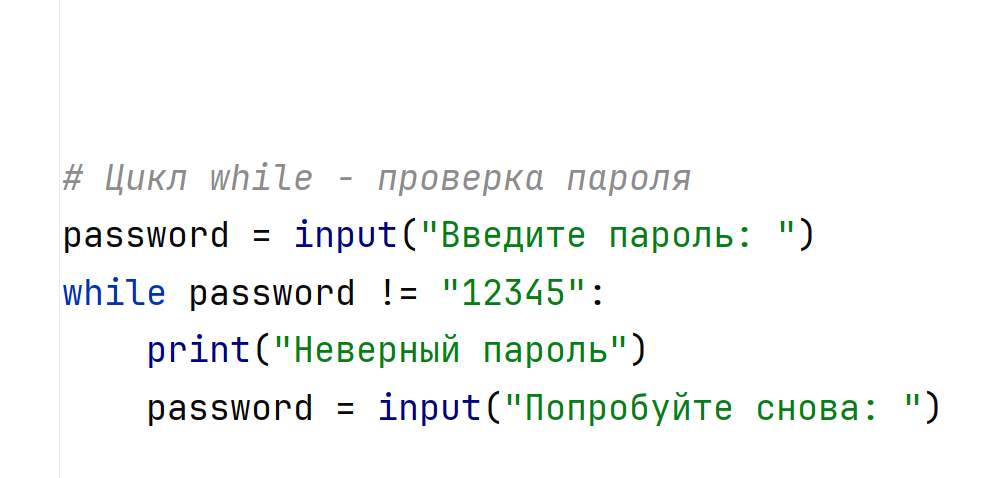 # Цикл while - проверка пароля
password = input("Введите пароль: ")
while password != "12345":
    print("Неверный пароль")
    password = input("Попробуйте снова: ")